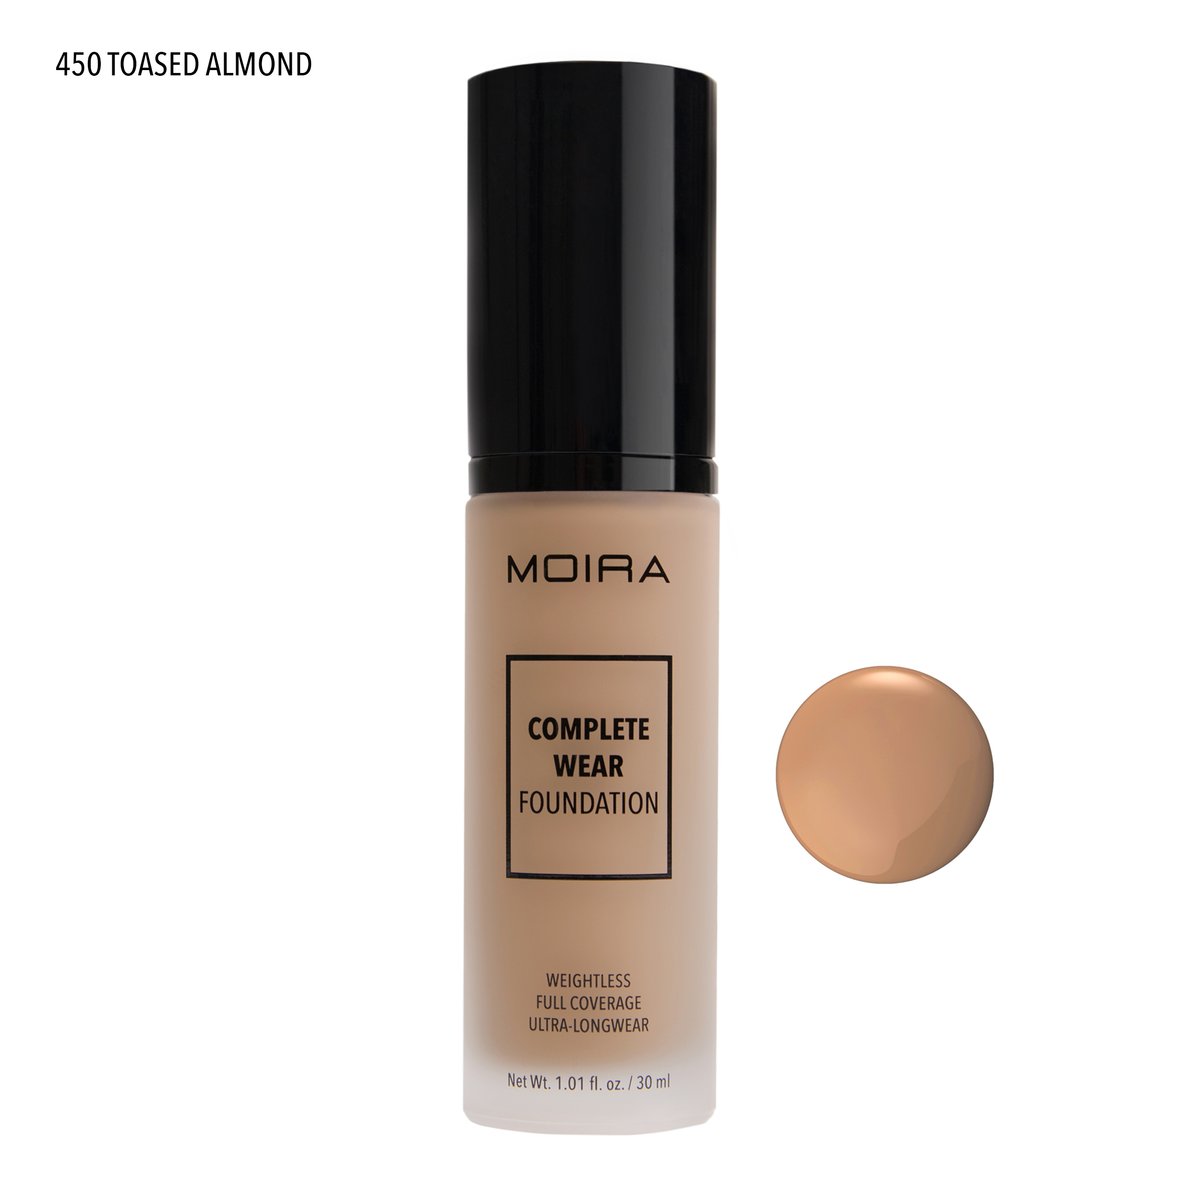 450 TOASED ALMOND
MOIRA
COMPLETE
WEAR
FOUNDATION
WEIGHTLESS
FULL COVERAGE
ULTRA-LONGWEAR
Net Wt. 1.01 fl. oz. / 30 ml